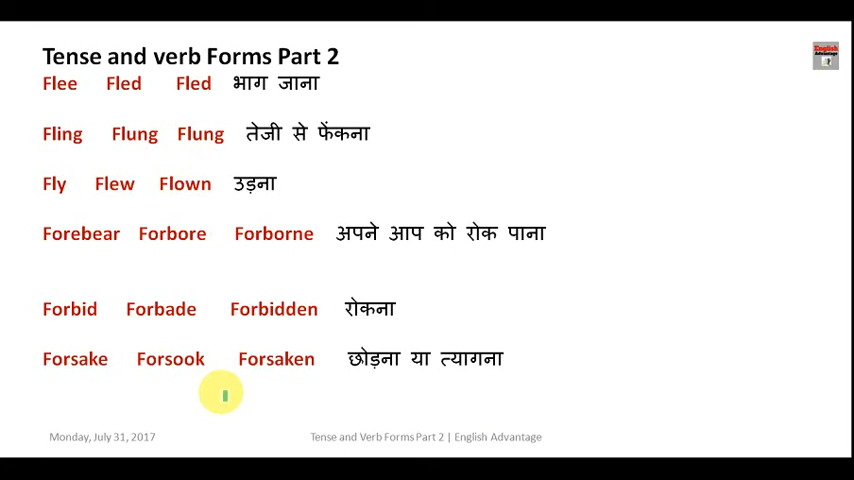 Tense and verb Forms Part 2
English
Advantage
Flee Fled Fled भाग जाना
Fling Flung Flung तेजी से फेंकना
Fly Flew Flown उड़ना
Forebear Forbore Forborne अपने आप को रोक पाना
Forbid Forbade Forbidden रोकना
Forsake Forsook Forsaken छोड़ना या त्यागना
Monday, July 31, 2017 Tense and Verb Forms Part 2 | English Advantage